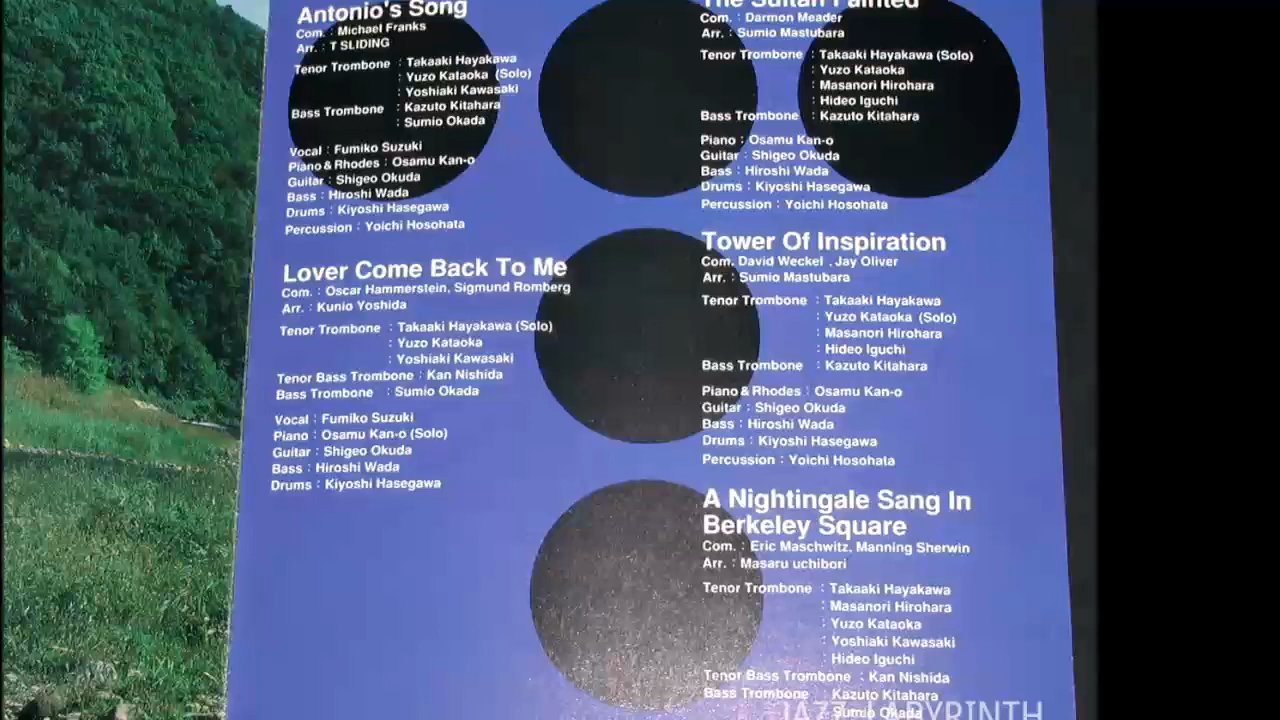 Antonio's Song
Com. : Michael Franks
Arr. : T SLIDING
Tenor Trombone : Takaaki Hayakawa
: Yuzo Kataoka (Solo)
: Yoshiaki Kawasaki
Bass Trombone : Kazuto Kitahara
: Sumio Okada
Vocal : Fumiko Suzuki
Piano & Rhodes : Osamu Kan-o
Guitar : Shigeo Okuda
Bass : Hiroshi Wada
Drums : Kiyoshi Hasegawa
Percussion : Yoichi Hosohata
Lover Come Back To Me
Com. : Oscar Hammerstein, Sigmund Romberg
Arr. : Kunio Yoshida
Tenor Trombone : Takaaki Hayakawa (Solo)
: Yuzo Kataoka
: Yoshiaki Kawasaki
Tenor Bass Trombone : Kan Nishida
Bass Trombone : Sumio Okada
Vocal : Fumiko Suzuki
Piano : Osamu Kan-o (Solo)
Guitar : Shigeo Okuda
Bass : Hiroshi Wada
Drums : Kiyoshi Hasegawa
The Sultan Fainted
Com. : Darmon Meader
Arr. : Sumio Mastubara
Tenor Trombone : Takaaki Hayakawa (Solo)
: Yuzo Kataoka
: Masanori Hirohara
: Hideo Iguchi
Bass Trombone : Kazuto Kitahara
Piano : Osamu Kan-o
Guitar : Shigeo Okuda
Bass : Hiroshi Wada
Drums : Kiyoshi Hasegawa
Percussion : Yoichi Hosohata
Tower Of Inspiration
Com. David Weckel , Jay Oliver
Arr. : Sumio Mastubara
Tenor Trombone : Takaaki Hayakawa
: Yuzo Kataoka (Solo)
: Masanori Hirohara
: Hideo Iguchi
Bass Trombone : Kazuto Kitahara
Piano & Rhodes : Osamu Kan-o
Guitar : Shigeo Okuda
Bass : Hiroshi Wada
Drums : Kiyoshi Hasegawa
Percussion : Yoichi Hosohata
A Nightingale Sang In
Berkeley Square
Com. : Eric Maschwitz, Manning Sherwin
Arr. : Masaru uchibori
Tenor Trombone : Takaaki Hayakawa
: Masanori Hirohara
: Yuzo Kataoka
: Yoshiaki Kawasaki
: Hideo Iguchi
Tenor Bass Trombone : Kan Nishida
Bass Trombone Kazuto Kitahara
Sumio Okada
JAZZ LABYRINTH